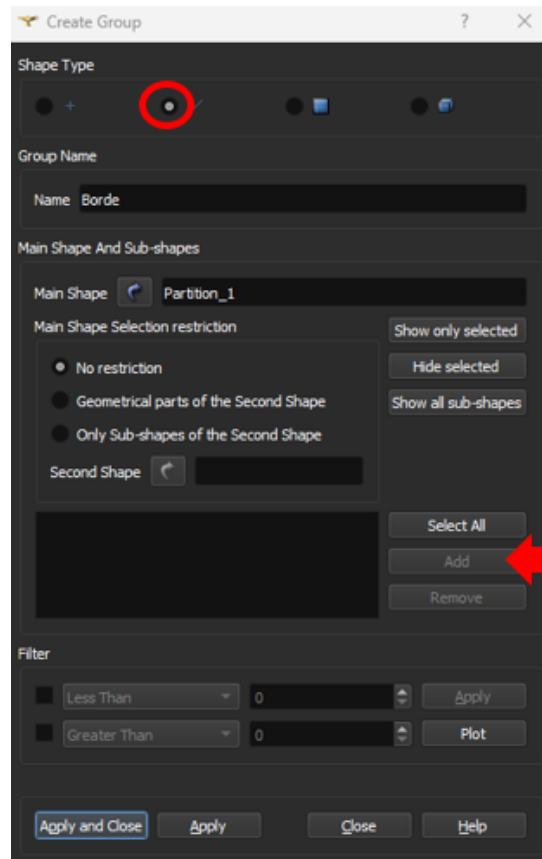 Create Group ? ×
Shape Type
Group Name
Name Borde
Main Shape And Sub-shapes
Main Shape Partition_1
Main Shape Selection restriction
Show only selected
No restriction
Hide selected
Geometrical parts of the Second Shape
Show all sub-shapes
Only Sub-shapes of the Second Shape
Second Shape
Select All
Add
Remove
Filter
Less Than 0 Apply
Greater Than 0 Plot
Apply and Close Apply Close Help